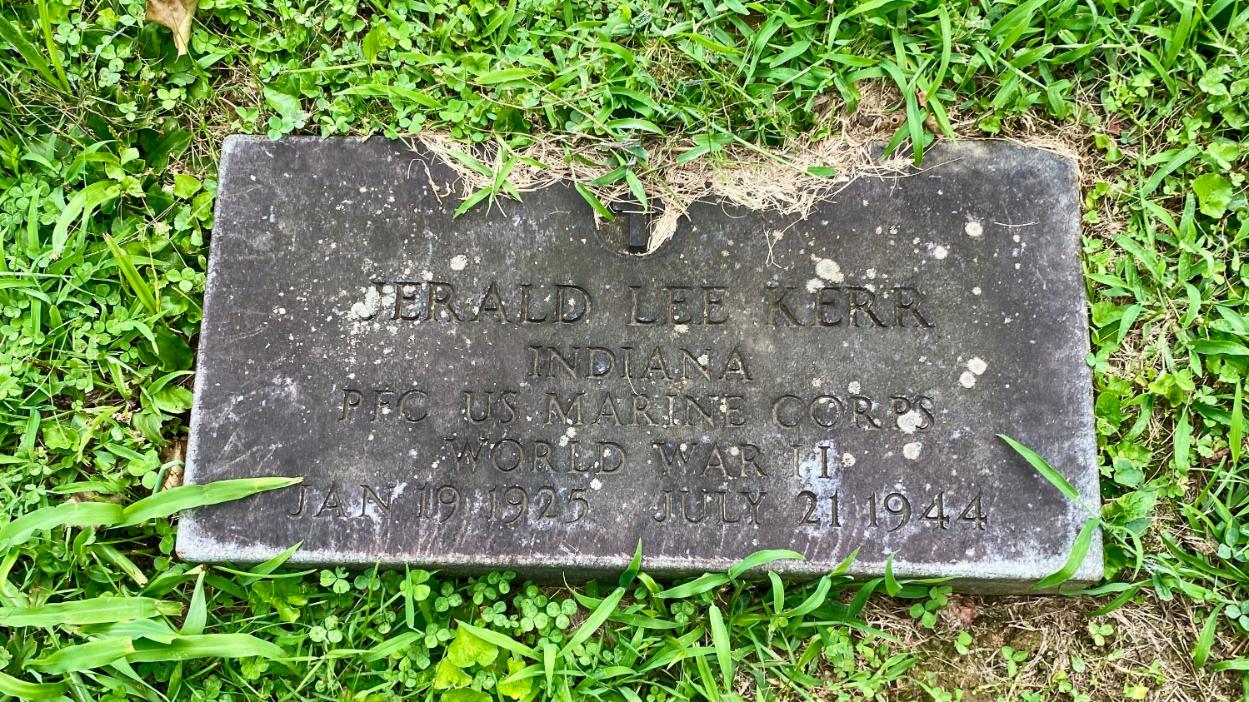 JERALD LEE KERR
INDIANA
PFC US MARINE CORPS
WORLD WAR II
JAN 19 1925 JULY 21 1944